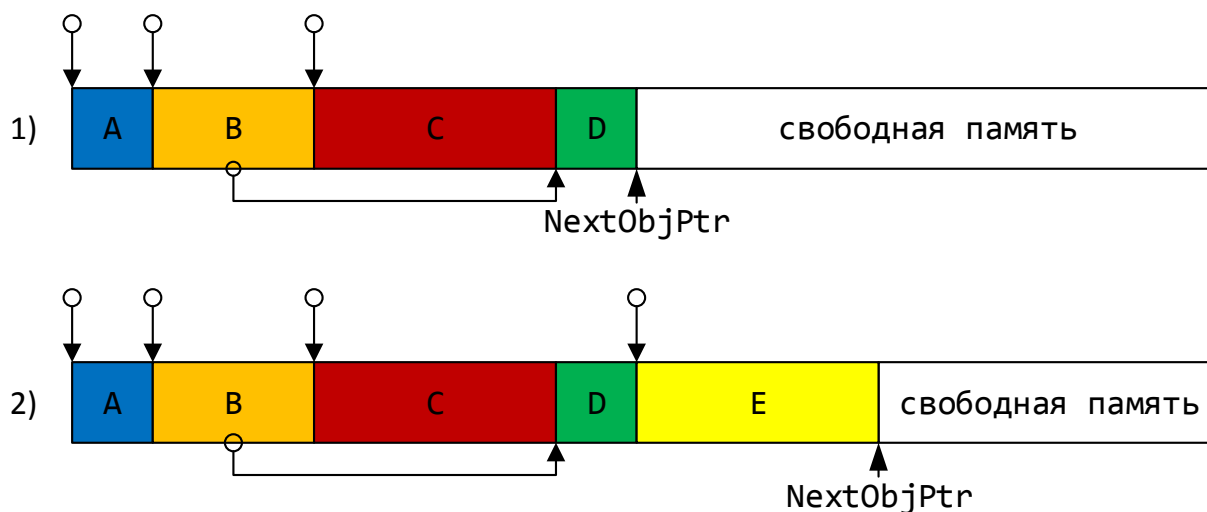 1) A B C D свободная память
NextObjPtr
2) A B C D E свободная память
NextObjPtr